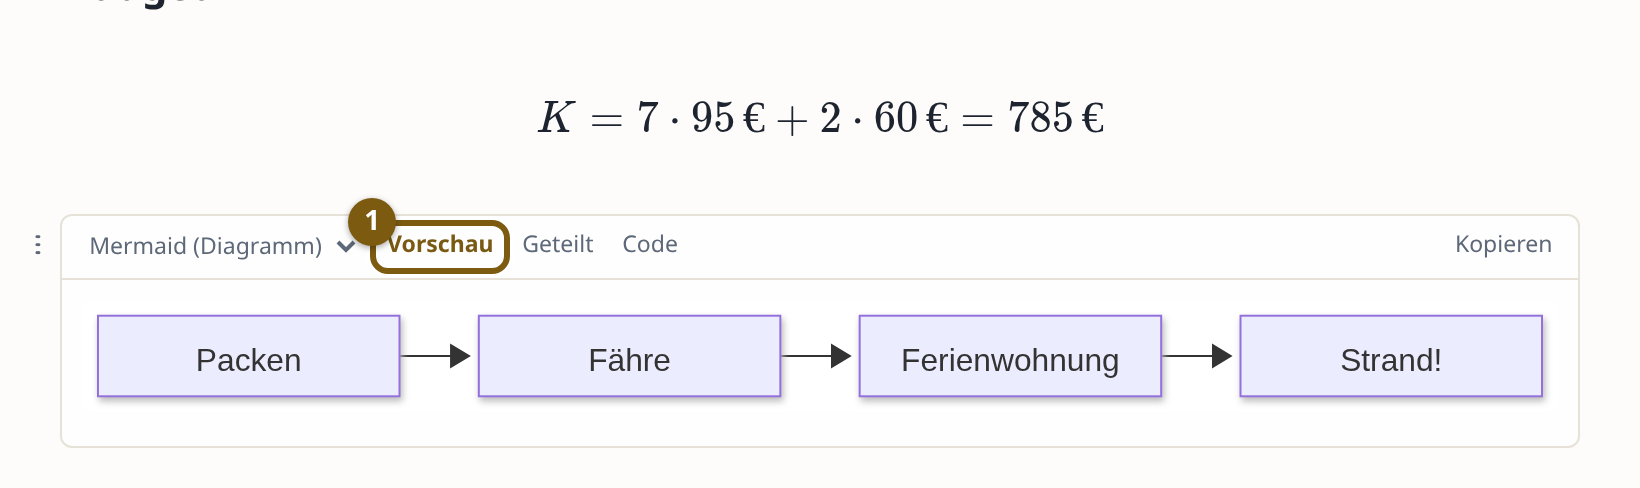 K = 7 · 95 € + 2 · 60 € = 785 €
1
Mermaid (Diagramm) Vorschau Geteilt Code Kopieren
Packen Fähre Ferienwohnung Strand!